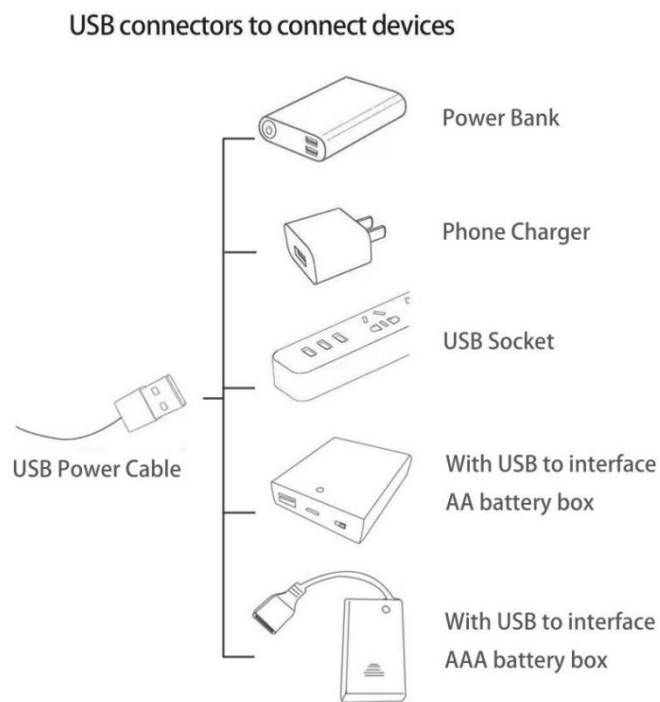 USB connectors to connect devices
Power Bank
Phone Charger
USB Socket
USB Power Cable
With USB to interface
AA battery box
With USB to interface
AAA battery box